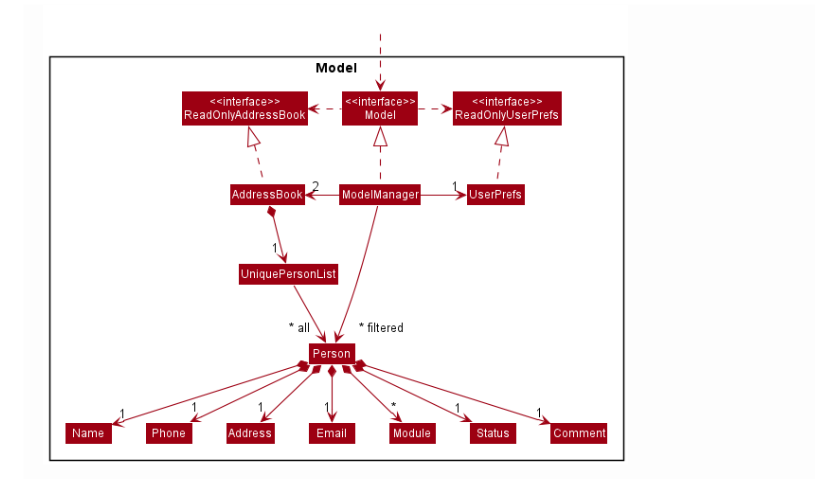 Model
<<interface>>
ReadOnlyAddressBook
<<interface>>
Model
<<interface>>
ReadOnlyUserPrefs
AddressBook
2
ModelManager
1
UserPrefs
1
UniquePersonList
* all
* filtered
Person
1
1
1
1
*
1
1
Name
Phone
Address
Email
Module
Status
Comment